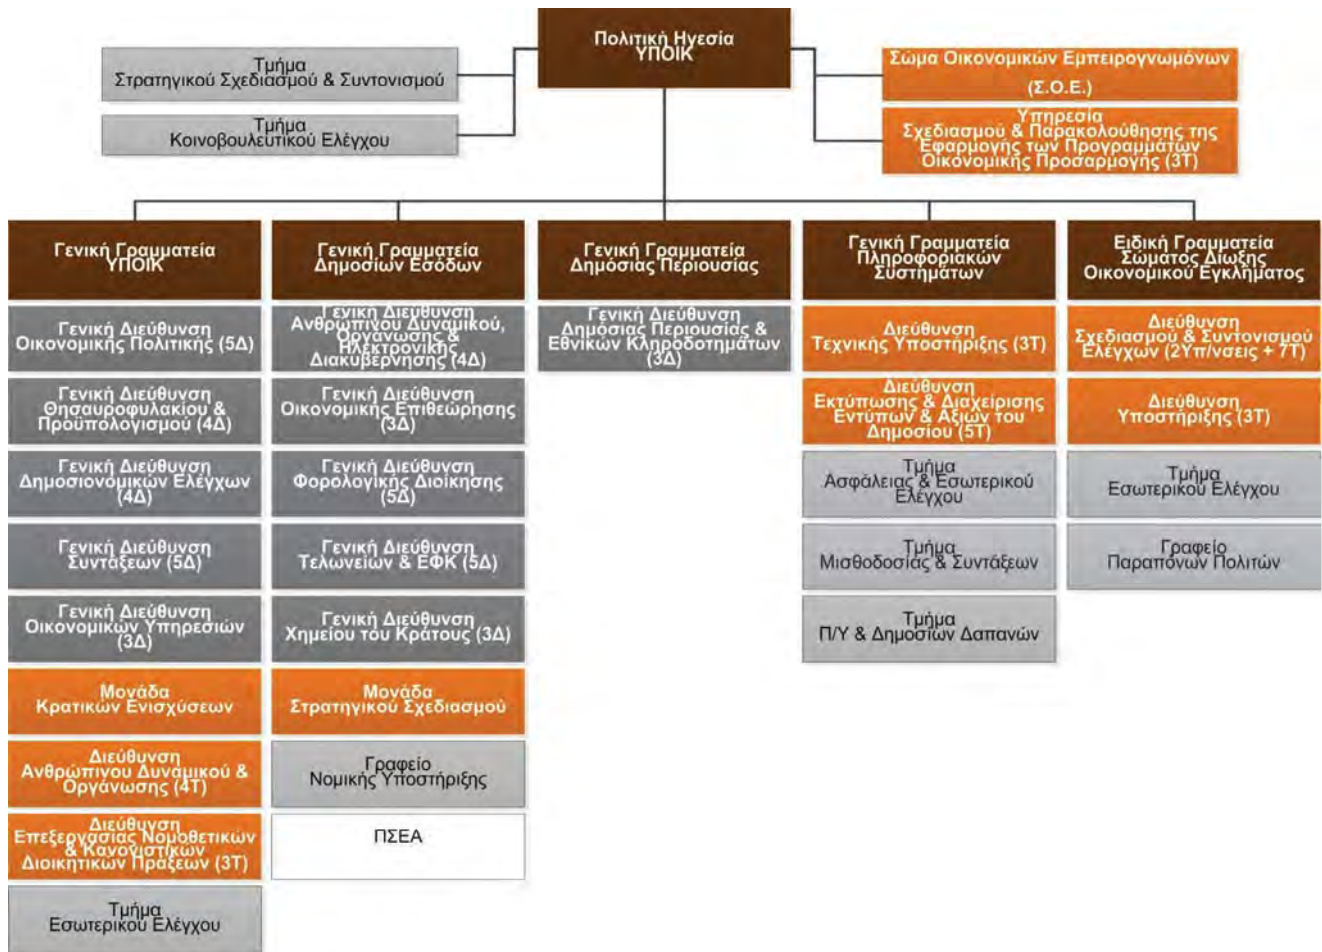 Πολιτική Ηγεσία
ΥΠΟΙΚ
Τμήμα
Στρατηγικού Σχεδιασμού & Συντονισμού
Τμήμα
Κοινοβουλευτικού Ελέγχου
Σώμα Οικονομικών Εμπειρογνωμόνων
(Σ.Ο.Ε.)
Υπηρεσία
Σχεδιασμού & Παρακολούθησης της
Εφαρμογής των Προγραμμάτων
Οικονομικής Προσαρμογής (3Τ)
Γενική Γραμματεία
ΥΠΟΙΚ
Γενική Διεύθυνση
Οικονομικής Πολιτικής (5Δ)
Γενική Διεύθυνση
Θησαυροφυλακίου &
Προϋπολογισμού (4Δ)
Γενική Διεύθυνση
Δημοσιονομικών Ελέγχων
(4Δ)
Γενική Διεύθυνση
Συντάξεων (5Δ)
Γενική Διεύθυνση
Οικονομικών Υπηρεσιών
(3Δ)
Μονάδα
Κρατικών Ενισχύσεων
Διεύθυνση
Ανθρώπινου Δυναμικού &
Οργάνωσης (4Τ)
Διεύθυνση
Επεξεργασίας Νομοθετικών
& Κανονιστικών
Διοικητικών Πράξεων (3Τ)
Τμήμα
Εσωτερικού Ελέγχου
Γενική Γραμματεία
Δημοσίων Εσόδων
Γενική Διεύθυνση
Ανθρώπινου Δυναμικού,
Οργάνωσης &
Ηλεκτρονικής
Διακυβέρνησης (4Δ)
Γενική Διεύθυνση
Οικονομικής Επιθεώρησης
(3Δ)
Γενική Διεύθυνση
Φορολογικής Διοίκησης
(5Δ)
Γενική Διεύθυνση
Τελωνείων & ΕΦΚ (5Δ)
Γενική Διεύθυνση
Χημείου του Κράτους (3Δ)
Μονάδα
Στρατηγικού Σχεδιασμού
Γραφείο
Νομικής Υποστήριξης
ΠΣΕΑ
Γενική Γραμματεία
Δημόσιας Περιουσίας
Γενική Διεύθυνση
Δημόσιας Περιουσίας &
Εθνικών Κληροδοτημάτων
(3Δ)
Γενική Γραμματεία
Πληροφοριακών
Συστημάτων
Διεύθυνση
Τεχνικής Υποστήριξης (3Τ)
Διεύθυνση
Εκτύπωσης & Διαχείρισης
Εντύπων & Αξιών του
Δημοσίου (5Τ)
Τμήμα
Ασφάλειας & Εσωτερικού
Ελέγχου
Τμήμα
Μισθοδοσίας & Συντάξεων
Τμήμα
Π/Υ & Δημοσίων Δαπανών
Ειδική Γραμματεία
Σώματος Δίωξης
Οικονομικού Εγκλήματος
Διεύθυνση
Σχεδιασμού & Συντονισμού
Ελέγχων (2Υπ/νσεις + 7Τ)
Διεύθυνση
Υποστήριξης (3Τ)
Τμήμα
Εσωτερικού Ελέγχου
Γραφείο
Παραπόνων Πολιτών